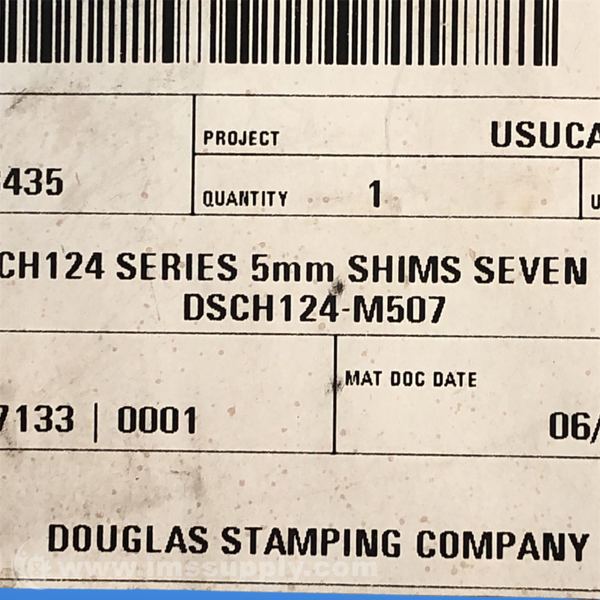 PROJECT USUCA
435
QUANTITY 1 U
CH124 SERIES 5mm SHIMS SEVEN
DSCH124-M507
MAT DOC DATE
7133 | 0001 06/
DOUGLAS STAMPING COMPANY
www.imssupply.com